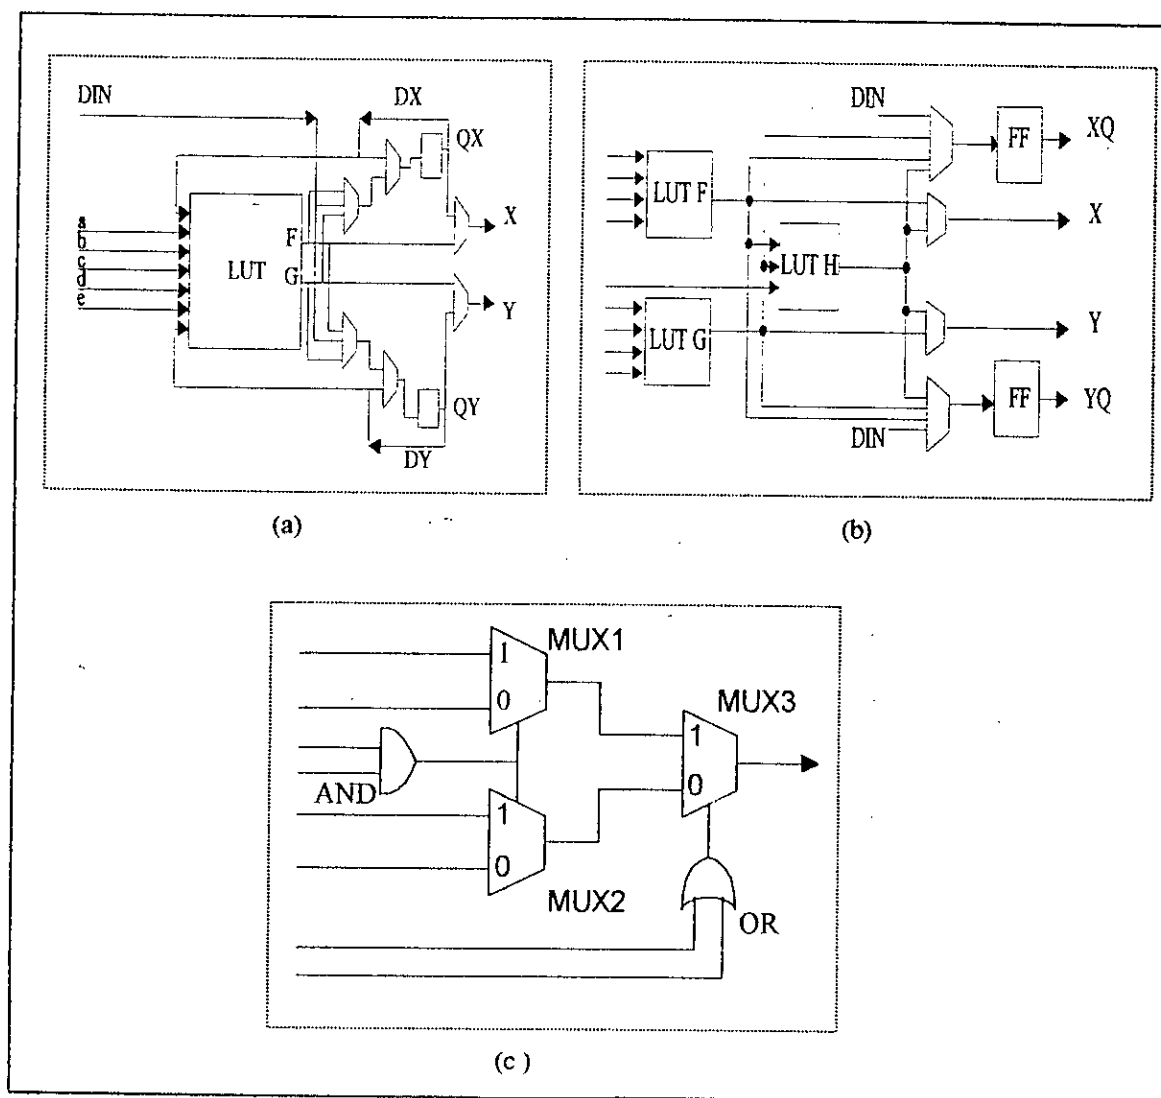 DIN
DX
QX
a
b
c
d
e
LUT
F
G
X
Y
QY
DY
(a)
DIN
LUT F
LUT H
LUT G
FF
XQ
X
Y
FF
YQ
DIN
(b)
MUX1
1
0
AND
1
0
MUX2
MUX3
1
0
OR
(c )